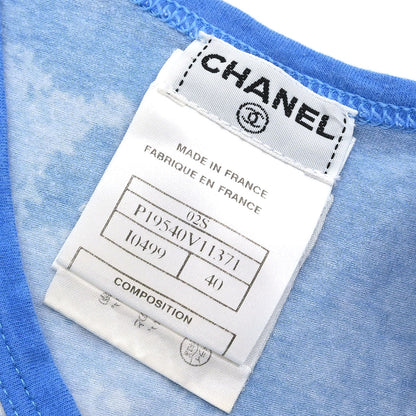 CHANEL
MADE IN FRANCE
FABRIQUE EN FRANCE
02S
P19540V11371
10499 40
COMPOSITION